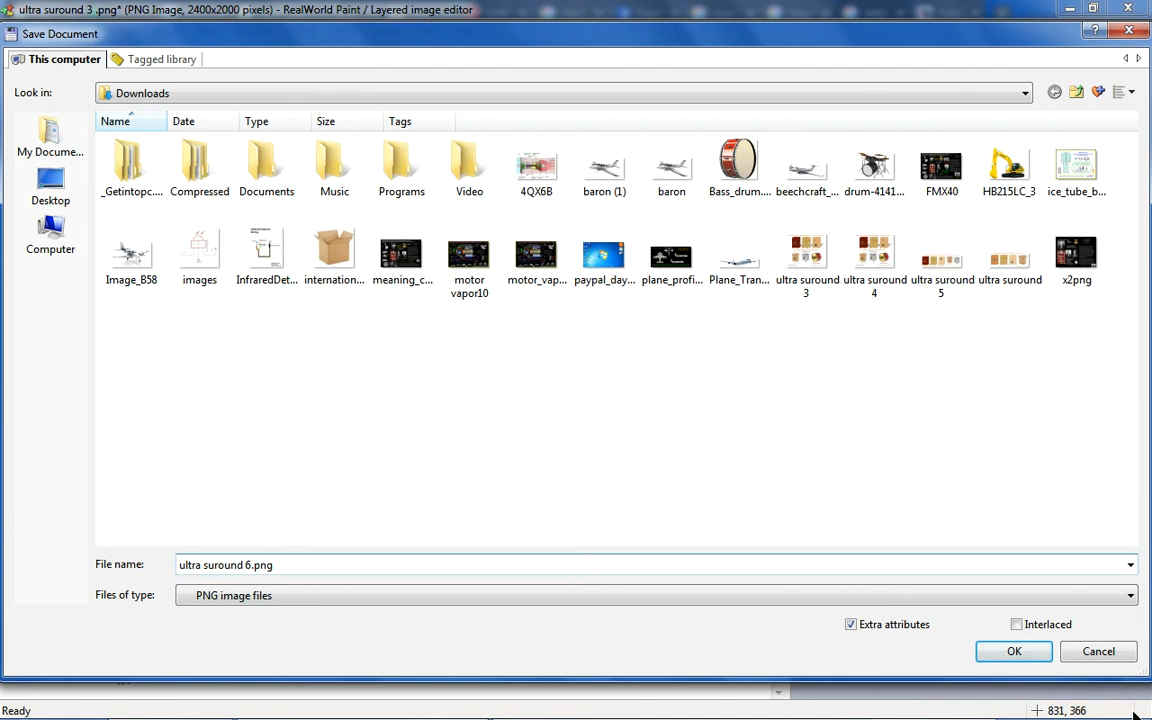 ultra suround 3 .png* (PNG Image, 2400x2000 pixels) - RealWorld Paint / Layered image editor
Save Document
This computer
Tagged library
Look in:
Downloads
Name
Date
Type
Size
Tags
My Docume...
Desktop
Computer
_Getintopc....
Compressed
Documents
Music
Programs
Video
4QX6B
baron (1)
baron
Bass_drum....
beechcraft_...
drum-4141...
FMX40
HB215LC_3
ice_tube_b...
Image_B58
images
InfraredDet...
internation...
meaning_c...
motor
vapor10
motor_vap...
paypal_day...
plane_profi...
Plane_Tran...
ultra suround
3
ultra suround
4
ultra suround
5
ultra suround
x2png
File name:
ultra suround 6.png
Files of type:
PNG image files
Extra attributes
Interlaced
OK
Cancel
Ready
831, 366